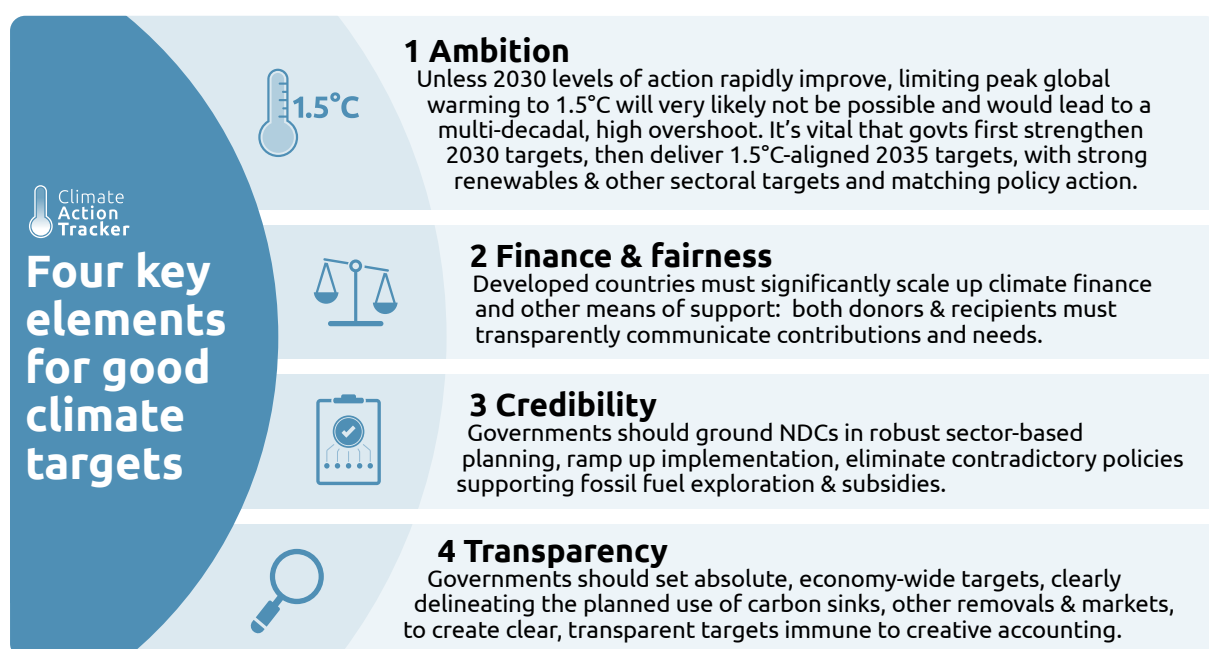 Climate
Action
Tracker
Four key
elements
for good
climate
targets
1.5°C
1 Ambition
Unless 2030 levels of action rapidly improve, limiting peak global
warming to 1.5°C will very likely not be possible and would lead to a
multi-decadal, high overshoot. It’s vital that govts first strengthen
2030 targets, then deliver 1.5°C-aligned 2035 targets, with strong
renewables & other sectoral targets and matching policy action.
2 Finance & fairness
Developed countries must significantly scale up climate finance
and other means of support:  both donors & recipients must
transparently communicate contributions and needs.
3 Credibility
Governments should ground NDCs in robust sector-based
planning, ramp up implementation, eliminate contradictory policies
supporting fossil fuel exploration & subsidies.
4 Transparency
Governments should set absolute, economy-wide targets, clearly
delineating the planned use of carbon sinks, other removals & markets,
to create clear, transparent targets immune to creative accounting.